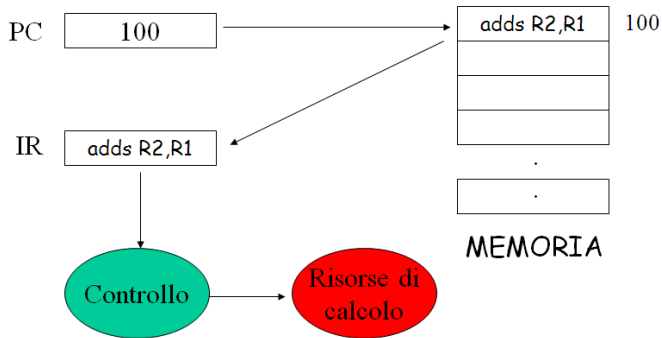 PC
100
adds R2,R1
100
IR
adds R2,R1
.
.
MEMORIA
Controllo
Risorse di
calcolo